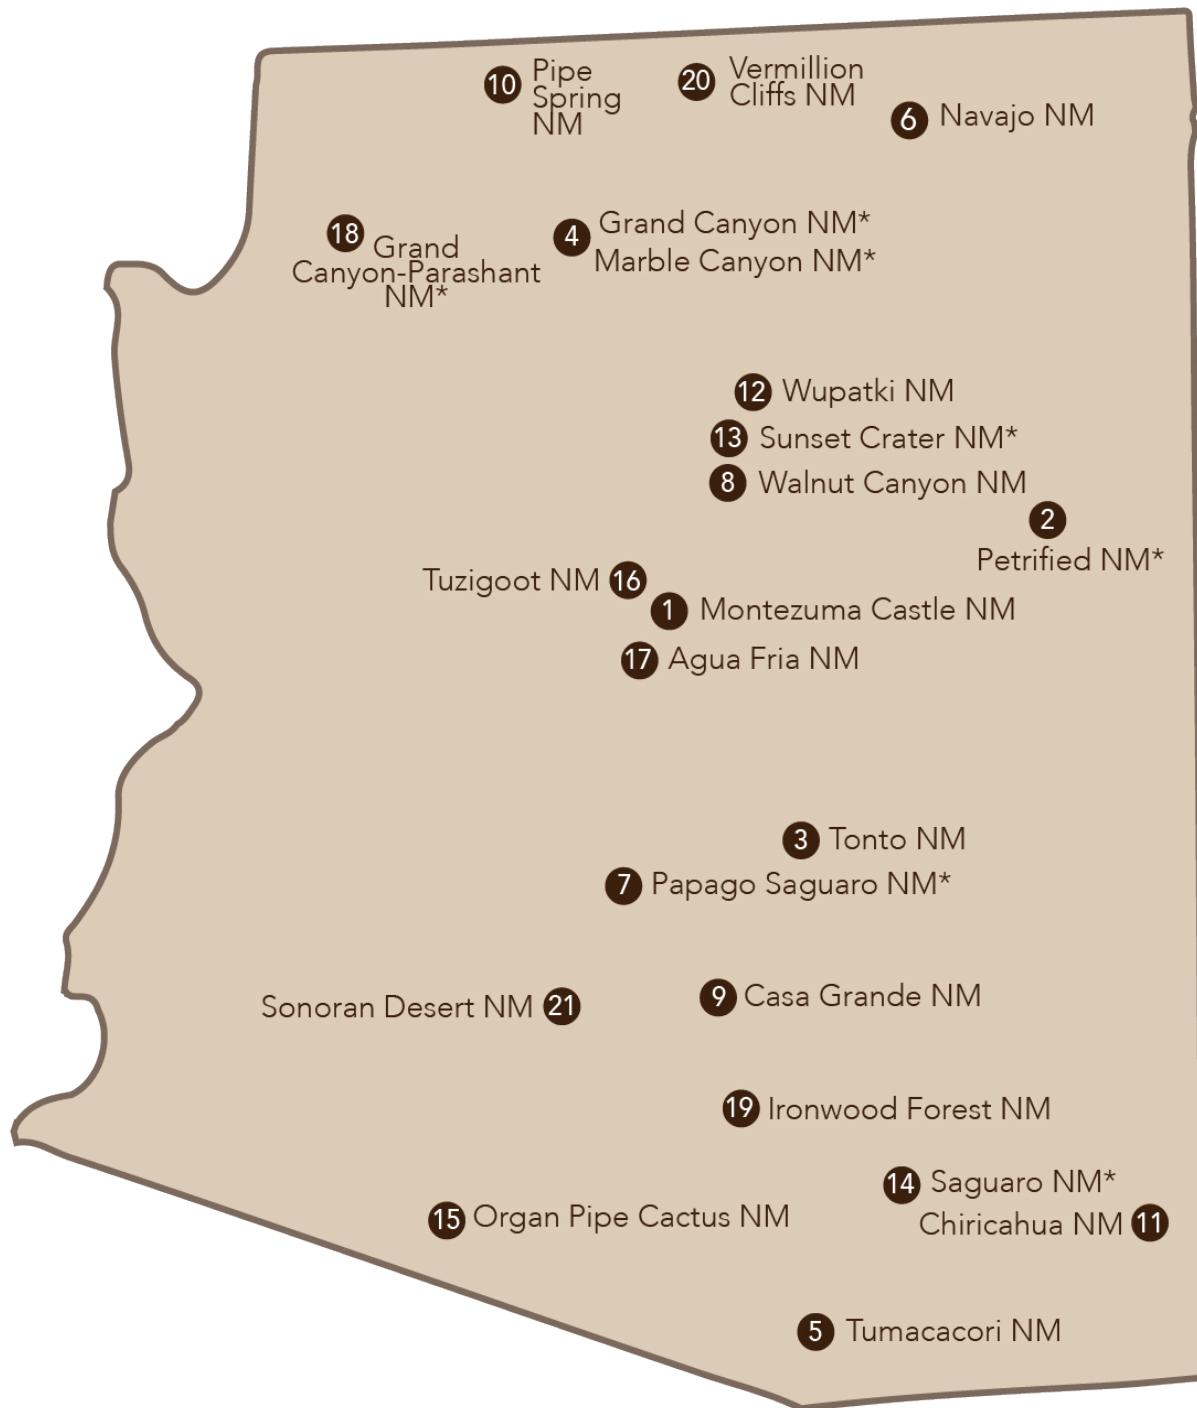 10 Pipe
Spring
NM
20 Vermillion
Cliffs NM
6 Navajo NM
18 Grand
Canyon-Parashant
NM*
4 Grand Canyon NM*
Marble Canyon NM*
12 Wupatki NM
13 Sunset Crater NM*
8 Walnut Canyon NM
2
Petrified NM*
Tuzigoot NM 16
1 Montezuma Castle NM
17 Agua Fria NM
3 Tonto NM
7 Papago Saguaro NM*
Sonoran Desert NM 21
9 Casa Grande NM
19 Ironwood Forest NM
14 Saguaro NM*
Chiricahua NM 11
15 Organ Pipe Cactus NM
5 Tumacacori NM